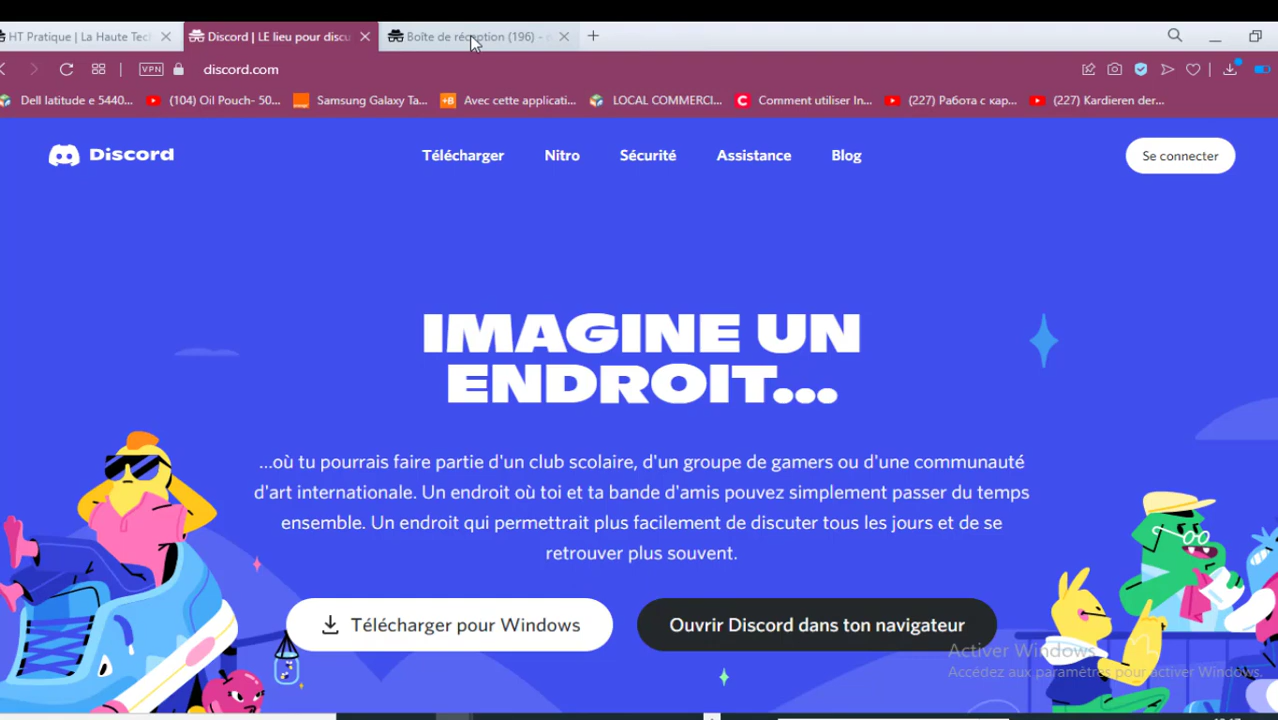 HT Pratique | La Haute Tec
Discord | LE lieu pour discu
Boîte de réception (196) -
VPN
discord.com
Dell latitude e 5440...
(104) Oil Pouch- 50...
Samsung Galaxy Ta...
+B
Avec cette applicati...
LOCAL COMMERCI...
C
Comment utiliser In...
(227) Работа с кар...
(227) Kardieren der...
Discord
Télécharger
Nitro
Sécurité
Assistance
Blog
Se connecter
IMAGINE UN
ENDROIT...
...où tu pourrais faire partie d'un club scolaire, d'un groupe de gamers ou d'une communauté
d'art internationale. Un endroit où toi et ta bande d'amis pouvez simplement passer du temps
ensemble. Un endroit qui permettrait plus facilement de discuter tous les jours et de se
retrouver plus souvent.
Télécharger pour Windows
Ouvrir Discord dans ton navigateur
Activer Windows
Accédez aux paramètres pour activer Windows.